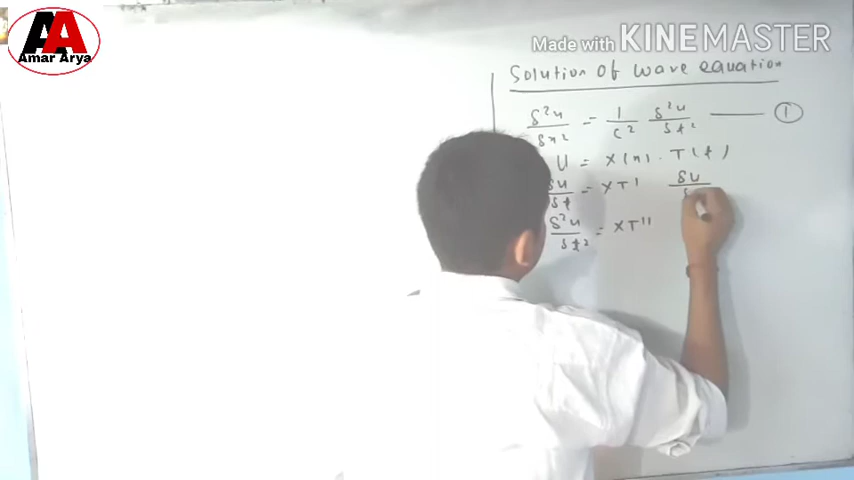 AA
Amar Arya
Made with KINEMASTER
Solution of wave equation
δ²u/δx² = 1/c² δ²u/δt² —— ①
U = X(x) . T(t)
δu/δt = XT' δu/
δ²u/δt² = XT''